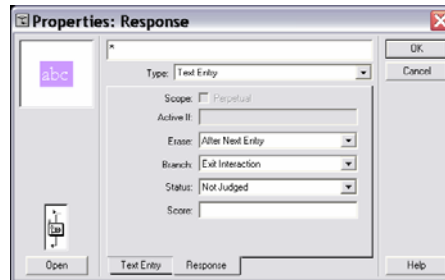 Properties: Response
abc
*
OK
Type: Text Entry
Cancel
Scope: Perpetual
Active If:
Erase: After Next Entry
Branch: Exit Interaction
Status: Not Judged
Score:
Open
Text Entry Response
Help